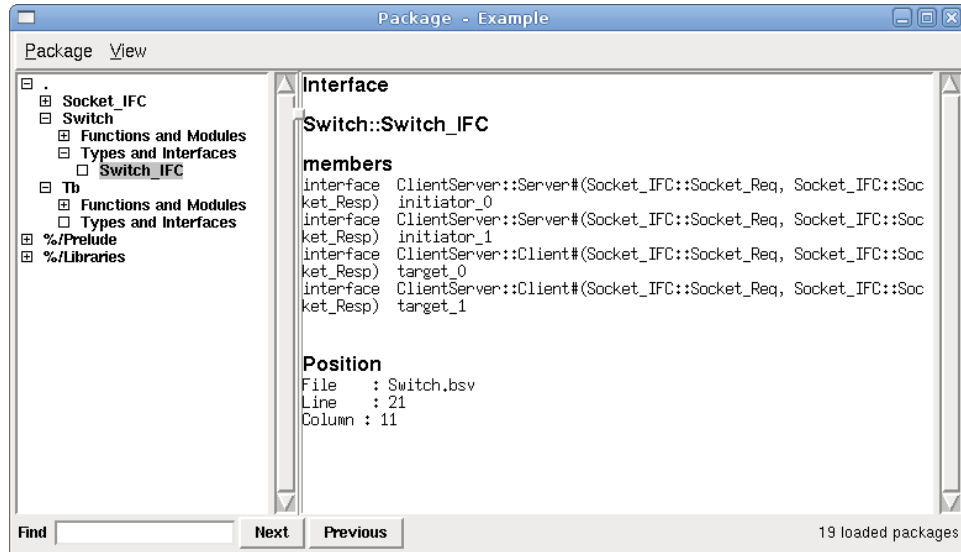 Package - Example
Package View
.
Socket_IFC
Switch
Functions and Modules
Types and Interfaces
Switch_IFC
Tb
Functions and Modules
Types and Interfaces
%/Prelude
%/Libraries
Interface
Switch::Switch_IFC
members
interface ClientServer::Server#(Socket_IFC::Socket_Req, Socket_IFC::Soc
ket_Resp) initiator_0
interface ClientServer::Server#(Socket_IFC::Socket_Req, Socket_IFC::Soc
ket_Resp) initiator_1
interface ClientServer::Client#(Socket_IFC::Socket_Req, Socket_IFC::Soc
ket_Resp) target_0
interface ClientServer::Client#(Socket_IFC::Socket_Req, Socket_IFC::Soc
ket_Resp) target_1
Position
File : Switch.bsv
Line : 21
Column : 11
Find Next Previous 19 loaded packages